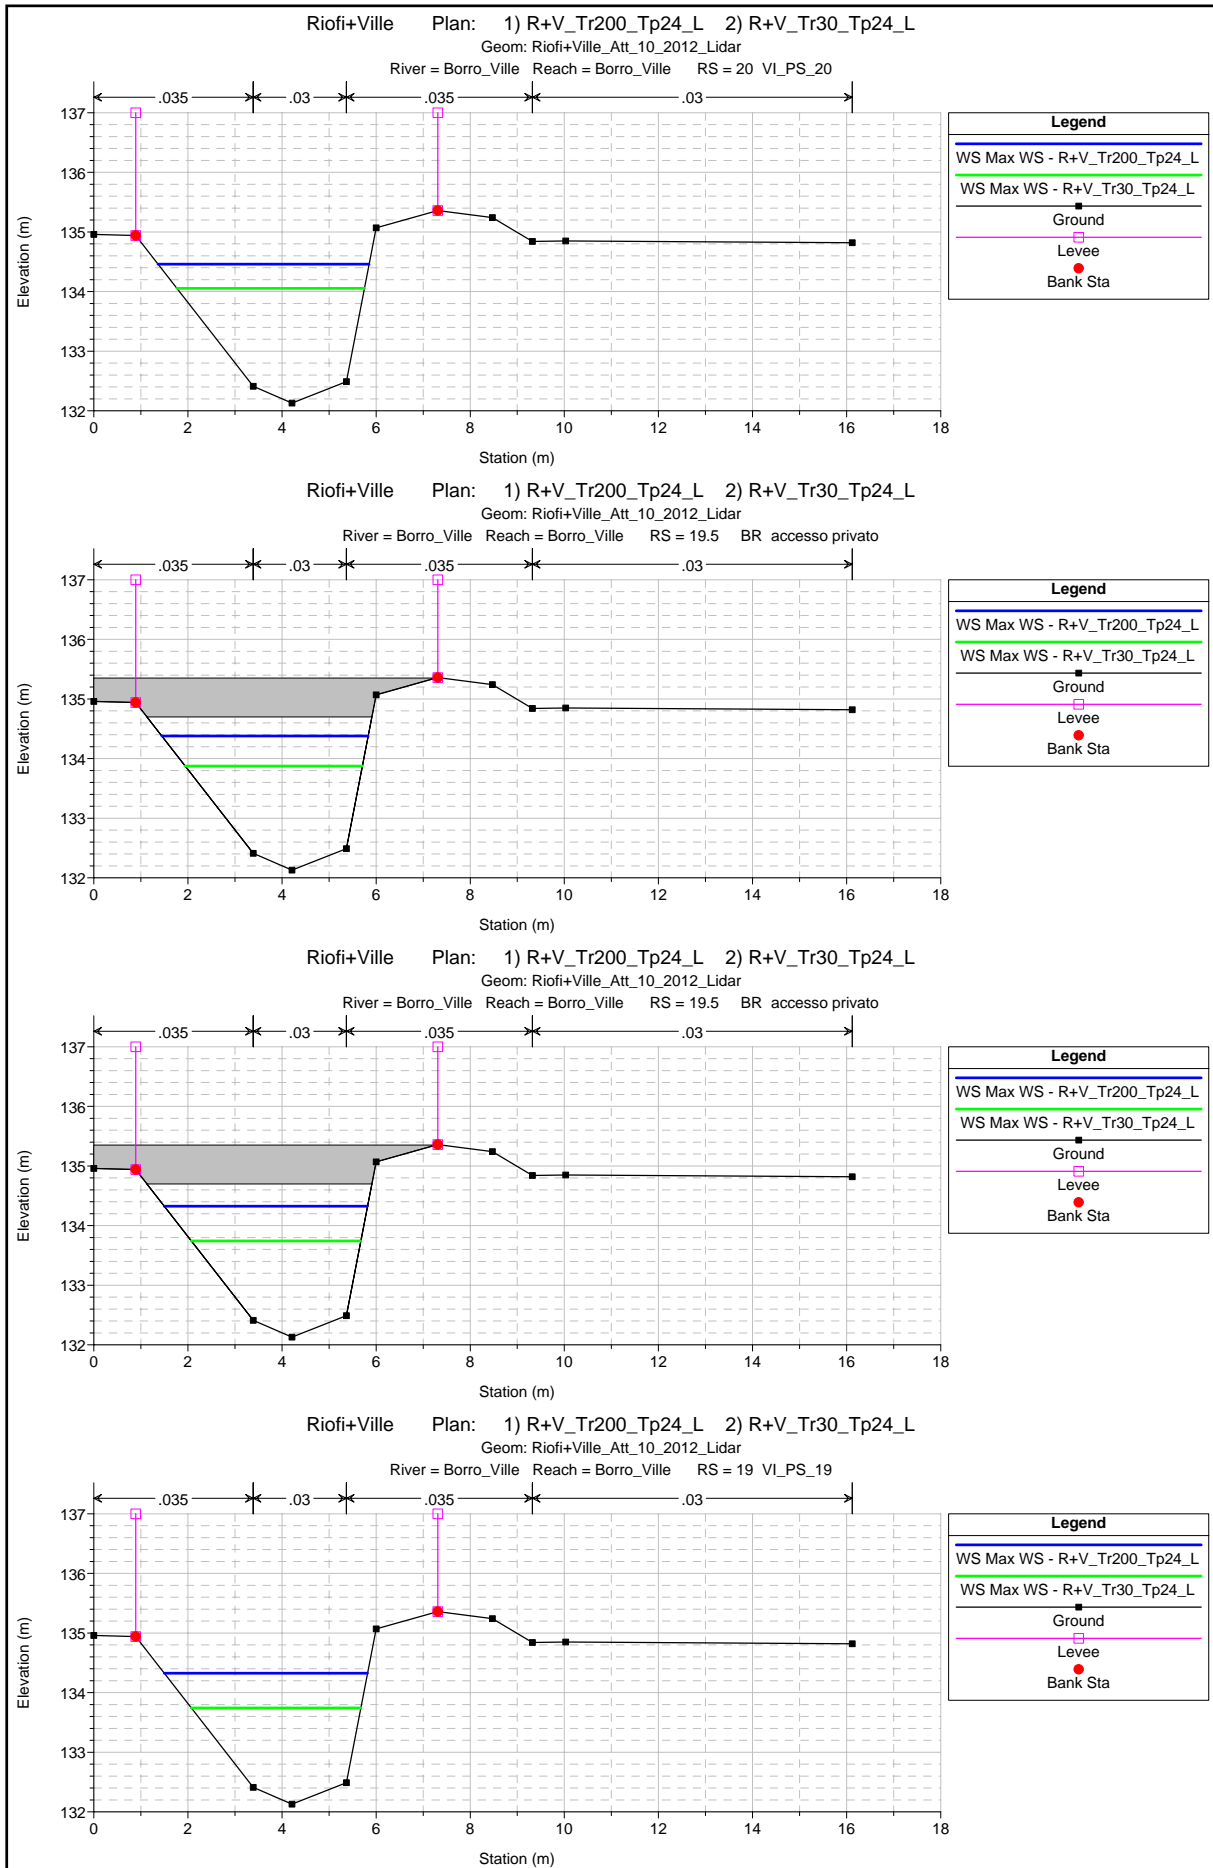 Riofi+Ville Plan: 1) R+V_Tr200_Tp24_L 2) R+V_Tr30_Tp24_L
Geom: Riofi+Ville_Att_10_2012_Lidar
River = Borro_Ville Reach = Borro_Ville RS = 20 VI_PS_20
.035 .03 .035 .03
137
136
135
134
133
132
Elevation (m)
0 2 4 6 8 10 12 14 16 18
Station (m)
Legend
WS Max WS - R+V_Tr200_Tp24_L
WS Max WS - R+V_Tr30_Tp24_L
Ground
Levee
Bank Sta
Riofi+Ville Plan: 1) R+V_Tr200_Tp24_L 2) R+V_Tr30_Tp24_L
Geom: Riofi+Ville_Att_10_2012_Lidar
River = Borro_Ville Reach = Borro_Ville RS = 19.5 BR accesso privato
.035 .03 .035 .03
137
136
135
134
133
132
Elevation (m)
0 2 4 6 8 10 12 14 16 18
Station (m)
Legend
WS Max WS - R+V_Tr200_Tp24_L
WS Max WS - R+V_Tr30_Tp24_L
Ground
Levee
Bank Sta
Riofi+Ville Plan: 1) R+V_Tr200_Tp24_L 2) R+V_Tr30_Tp24_L
Geom: Riofi+Ville_Att_10_2012_Lidar
River = Borro_Ville Reach = Borro_Ville RS = 19.5 BR accesso privato
.035 .03 .035 .03
137
136
135
134
133
132
Elevation (m)
0 2 4 6 8 10 12 14 16 18
Station (m)
Legend
WS Max WS - R+V_Tr200_Tp24_L
WS Max WS - R+V_Tr30_Tp24_L
Ground
Levee
Bank Sta
Riofi+Ville Plan: 1) R+V_Tr200_Tp24_L 2) R+V_Tr30_Tp24_L
Geom: Riofi+Ville_Att_10_2012_Lidar
River = Borro_Ville Reach = Borro_Ville RS = 19 VI_PS_19
.035 .03 .035 .03
137
136
135
134
133
132
Elevation (m)
0 2 4 6 8 10 12 14 16 18
Station (m)
Legend
WS Max WS - R+V_Tr200_Tp24_L
WS Max WS - R+V_Tr30_Tp24_L
Ground
Levee
Bank Sta